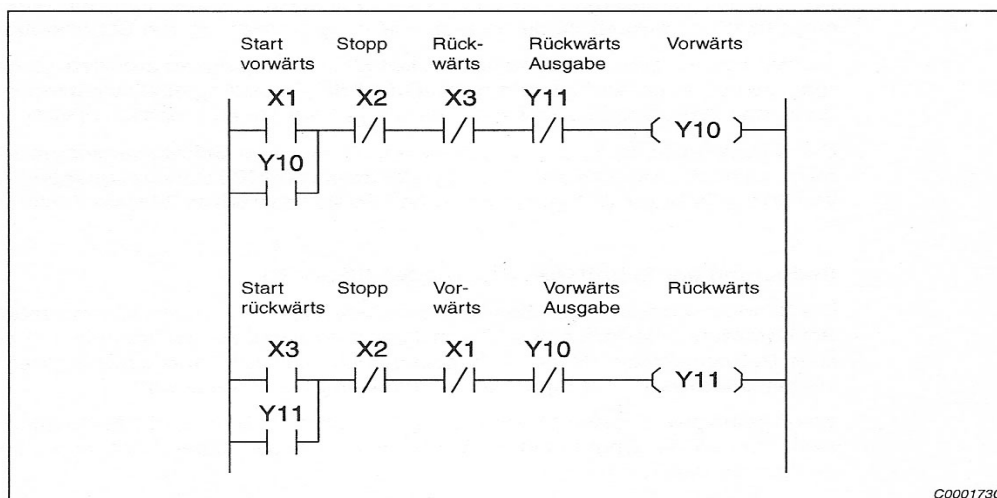 Start vorwärts Stopp Rück- wärts Rückwärts Ausgabe Vorwärts
X1 X2 X3 Y11
Y10
Y10
Start rückwärts Stopp Vor- wärts Vorwärts Ausgabe Rückwärts
X3 X2 X1 Y10
Y11
Y11
C0001730